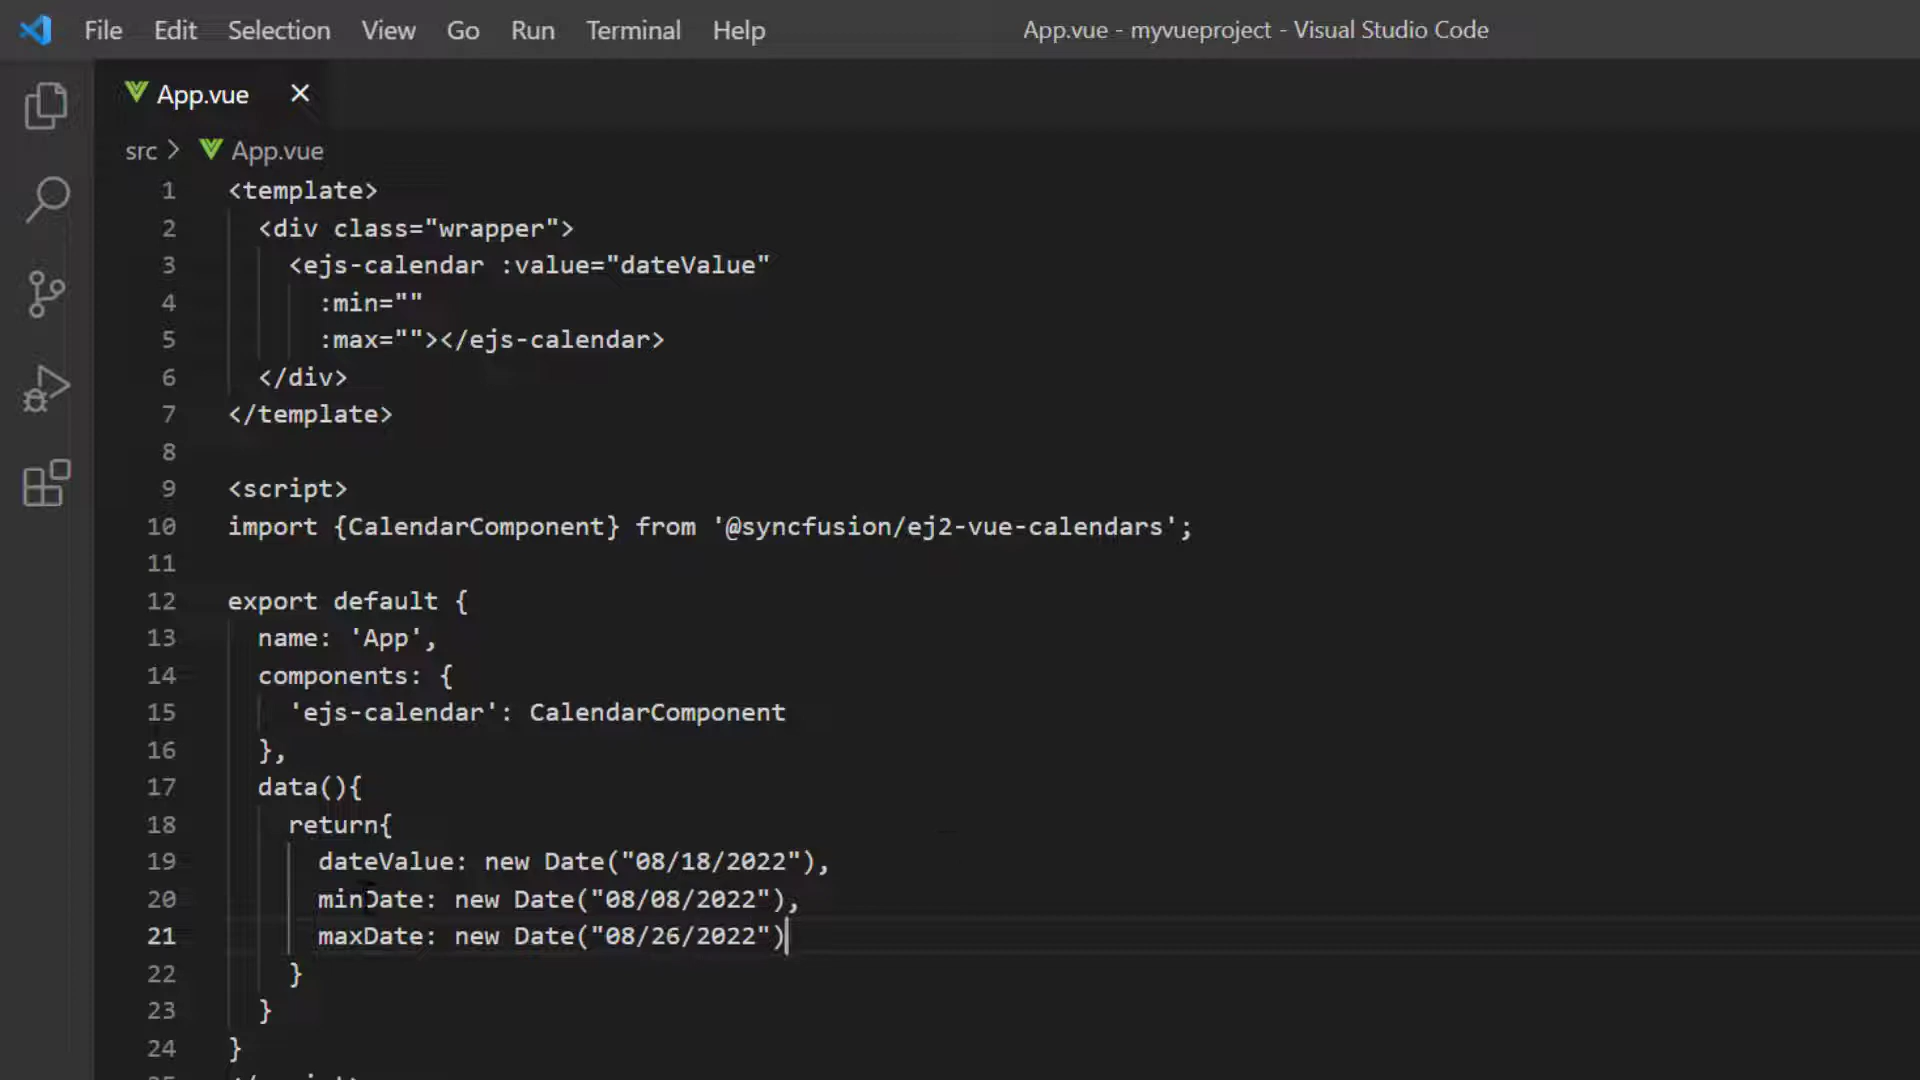 File Edit Selection View Go Run Terminal Help App.vue - myvueproject - Visual Studio Code
App.vue
src > App.vue
1 <template>
2 <div class="wrapper">
3 <ejs-calendar :value="dateValue"
4 :min=""
5 :max=""></ejs-calendar>
6 </div>
7 </template>
8
9 <script>
10 import {CalendarComponent} from '@syncfusion/ej2-vue-calendars';
11
12 export default {
13 name: 'App',
14 components: {
15 'ejs-calendar': CalendarComponent
16 },
17 data(){
18 return{
19 dateValue: new Date("08/18/2022"),
20 minDate: new Date("08/08/2022"),
21 maxDate: new Date("08/26/2022")
22 }
23 }
24 }